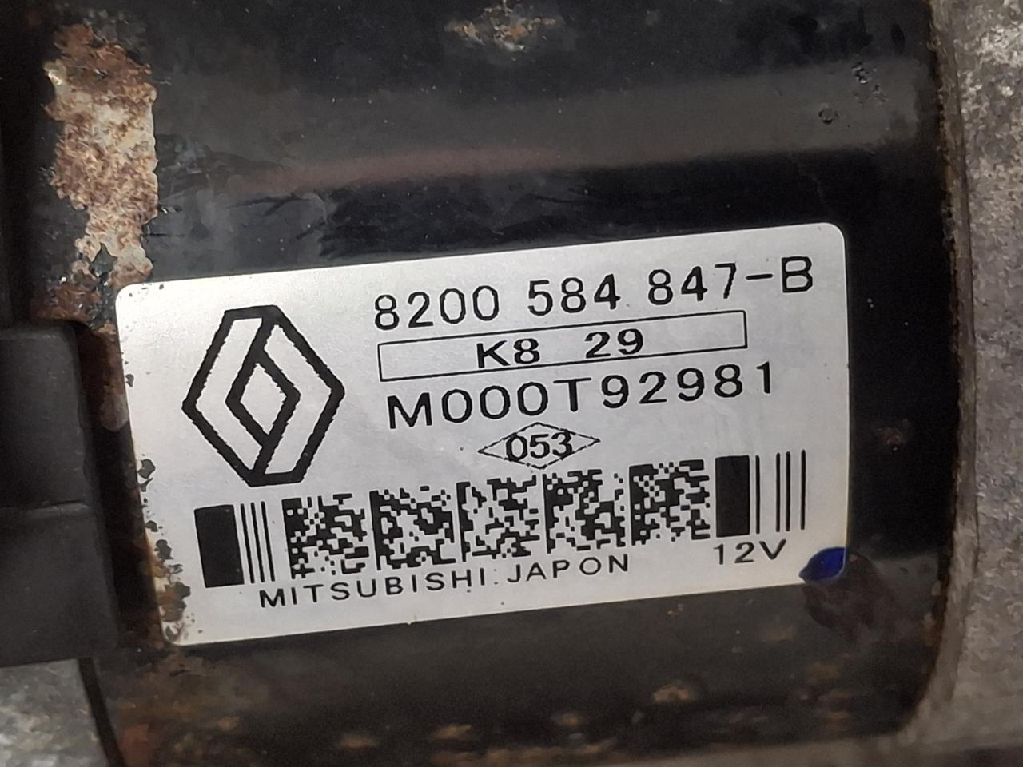 8200 584 847-B
K8 29
M000T92981
053
MITSUBISHI JAPON
12V